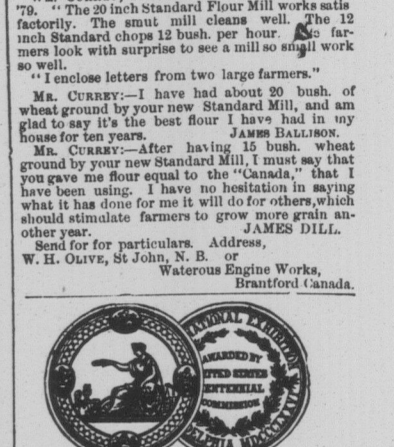 '79. "The 20 inch Standard Flour Mill works satis
factorily. The smut mill cleans well. The 12
inch Standard chops 12 bush. per hour. far-
mers look with surprise to see a mill so small work
so well.
"I enclose letters from two large farmers."
MR. CURREY:—I have had about 20 bush. of
wheat ground by your new Standard Mill, and am
glad to say it's the best flour I have had in my
house for ten years. JAMES BALLISON.
MR. CURREY:—After having 15 bush. wheat
ground by your new Standard Mill, I must say that
you gave me flour equal to the "Canada," that I
have been using. I have no hesitation in saying
what it has done for me it will do for others, which
should stimulate farmers to grow more grain an-
other year. JAMES DILL.
Send for for particulars. Address,
W. H. OLIVE, St John, N. B. or
Waterous Engine Works,
Brantford Canada.
NATIONAL EXHIBITION
AWARDED BY
UNITED STATES
CENTENNIAL
COMMISSION